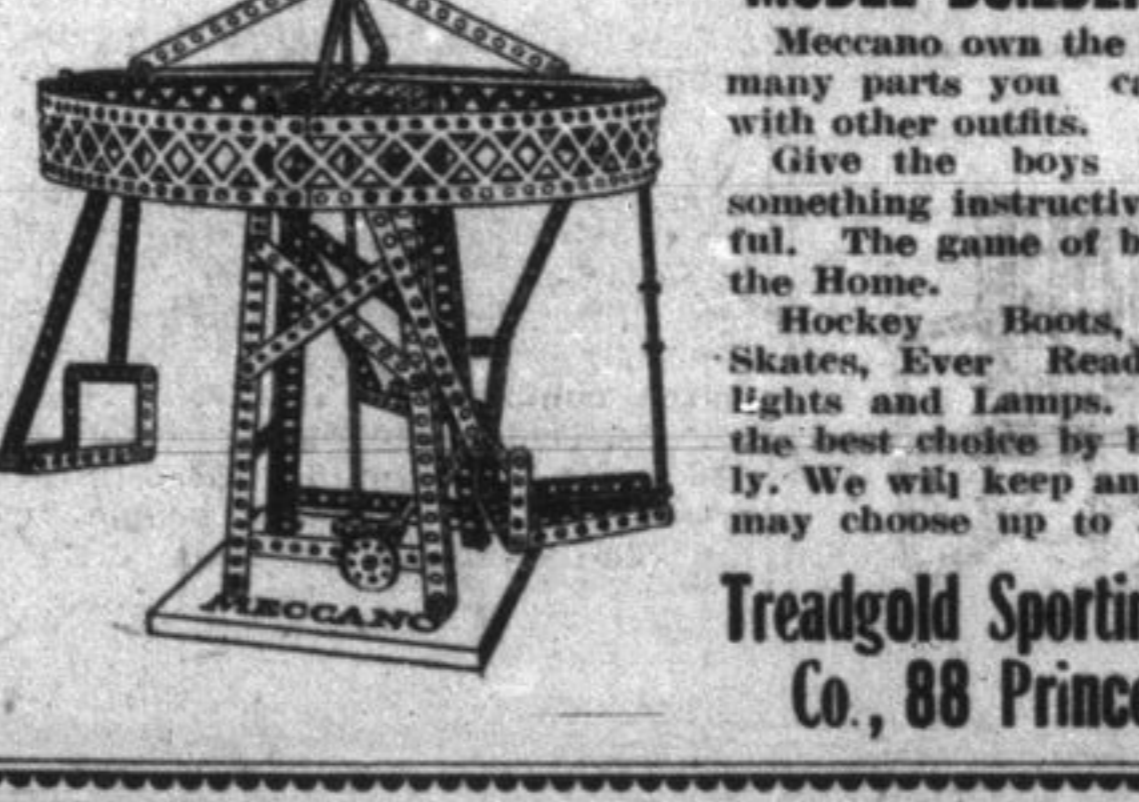 Meccano own the
many parts you
with other outfits.
Give the boys
something instructiv
ful. The game of
the Home.
Hockey Boots,
Skates, Ever Read
lights and Lamps.
the best choice by
ly. We will keep an
may choose up to
Treadgold Sporti
Co., 88 Princ
MECCANO